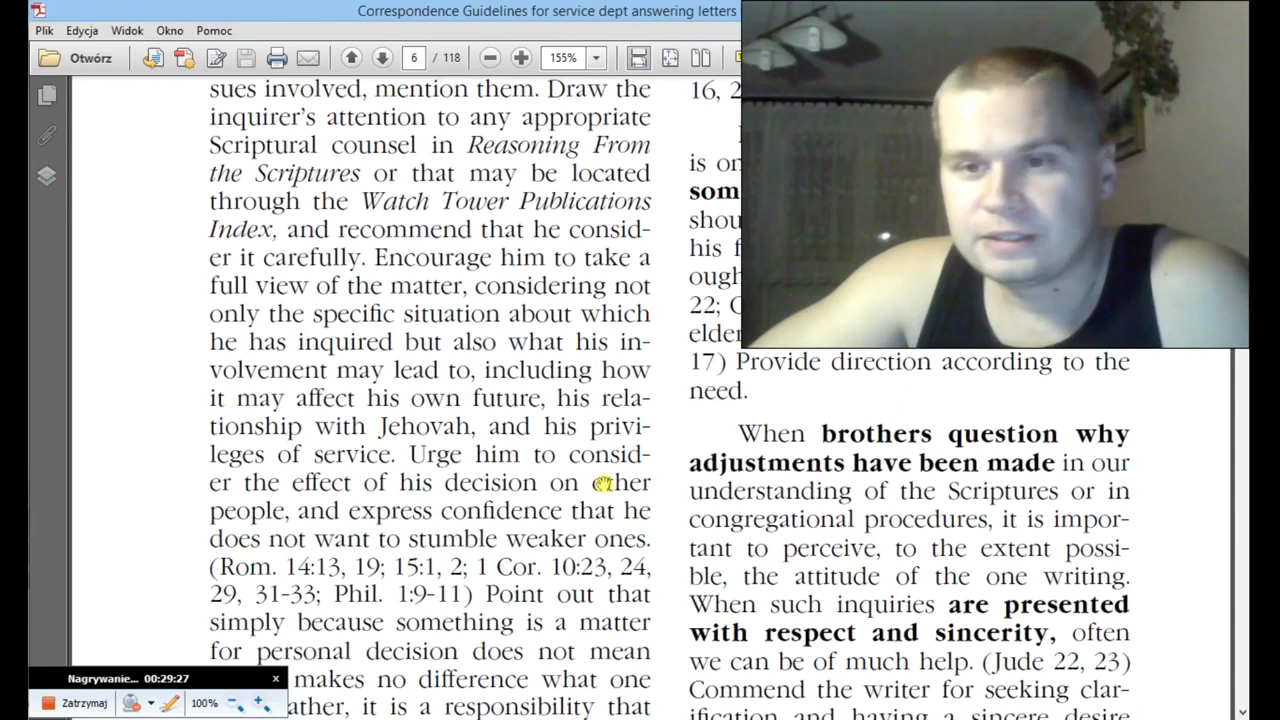 Correspondence Guidelines for service dept answering letters
Plik Edycja Widok Okno Pomoc
Otwórz 6 / 118 155%
sues involved, mention them. Draw the
inquirer's attention to any appropriate
Scriptural counsel in Reasoning From
the Scriptures or that may be located
through the Watch Tower Publications
Index, and recommend that he consid-
er it carefully. Encourage him to take a
full view of the matter, considering not
only the specific situation about which
he has inquired but also what his in-
volvement may lead to, including how
it may affect his own future, his rela-
tionship with Jehovah, and his privi-
leges of service. Urge him to consid-
er the effect of his decision on other
people, and express confidence that he
does not want to stumble weaker ones.
(Rom. 14:13, 19; 15:1, 2; 1 Cor. 10:23, 24,
29, 31-33; Phil. 1:9-11) Point out that
simply because something is a matter
for personal decision does not mean
makes no difference what one
it is a responsibility that
16, 2
is
som
shou
his f
ough
22;
elder
17) Provide direction according to the
need.
When brothers question why
adjustments have been made in our
understanding of the Scriptures or in
congregational procedures, it is impor-
tant to perceive, to the extent possi-
ble, the attitude of the one writing.
When such inquiries are presented
with respect and sincerity, often
we can be of much help. (Jude 22, 23)
Commend the writer for seeking clar-
ification and having a sincere desire
Nagrywanie... 00:29:27
Zatrzymaj 100%